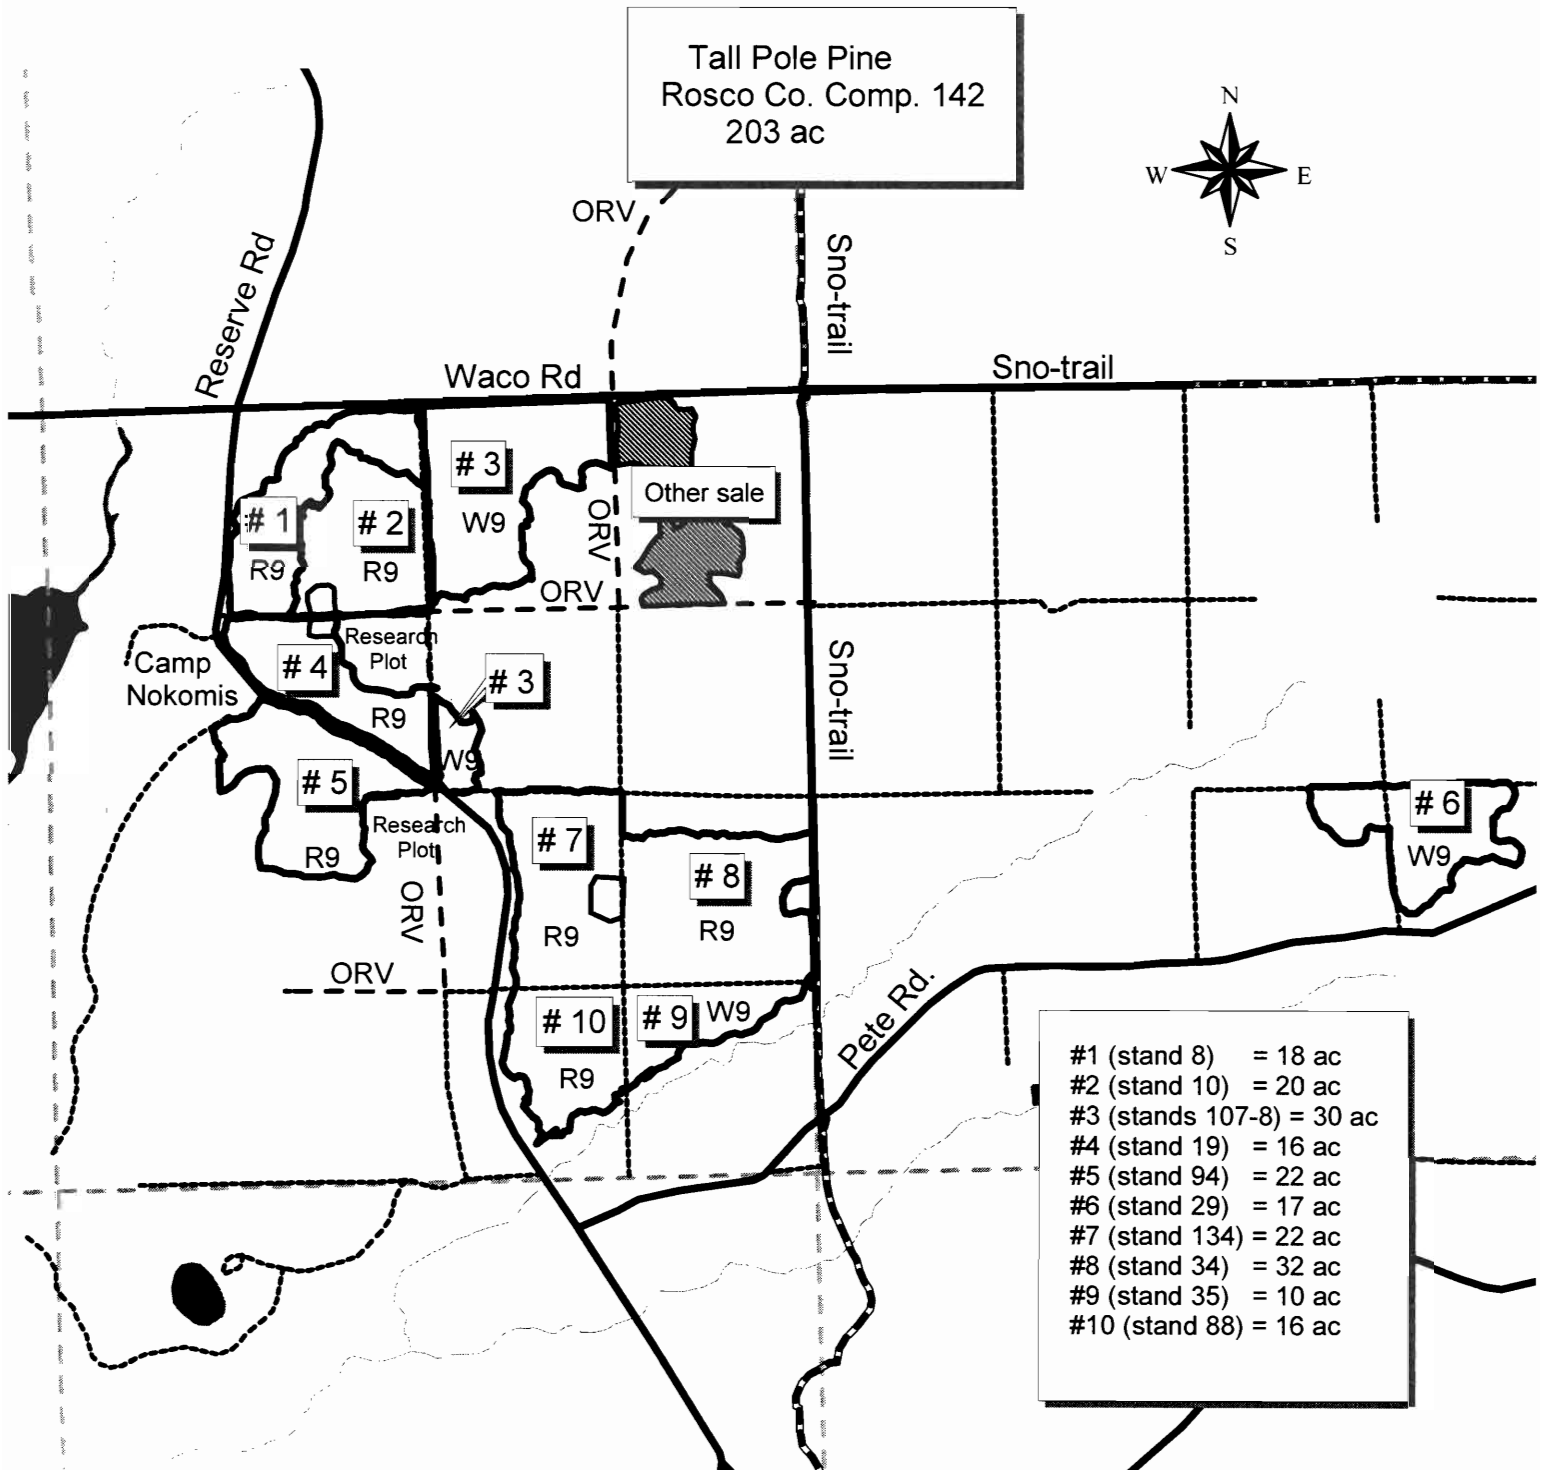 Tall Pole Pine
Rosco Co. Comp. 142
203 ac
N
W E
S
ORV
Sno-trail
Reserve Rd
Waco Rd
Sno-trail
# 3
W9
# 1
R9
# 2
R9
Other sale
ORV
ORV
Research
Plot
# 4
R9
Camp
Nokomis
# 3
W9
Sno-trail
# 5
R9
Research
Plot
# 7
R9
# 8
R9
# 6
W9
ORV
ORV
# 10
R9
# 9
W9
Pete Rd.
#1 (stand 8) = 18 ac
#2 (stand 10) = 20 ac
#3 (stands 107-8) = 30 ac
#4 (stand 19) = 16 ac
#5 (stand 94) = 22 ac
#6 (stand 29) = 17 ac
#7 (stand 134) = 22 ac
#8 (stand 34) = 32 ac
#9 (stand 35) = 10 ac
#10 (stand 88) = 16 ac